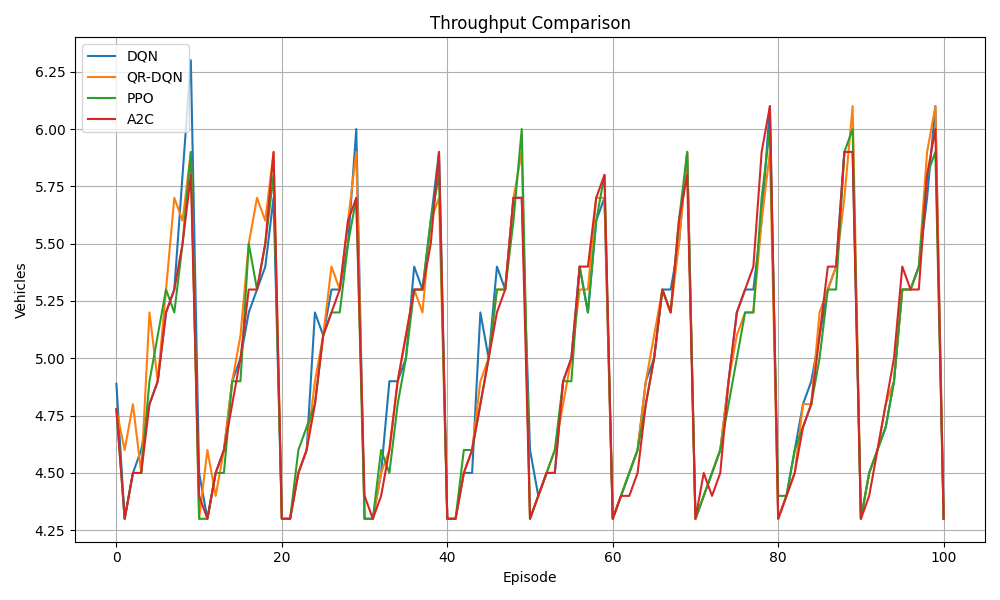 Throughput Comparison
DQN
QR-DQN
PPO
A2C
6.25
6.00
5.75
5.50
5.25
5.00
4.75
4.50
4.25
Vehicles
0 20 40 60 80 100
Episode